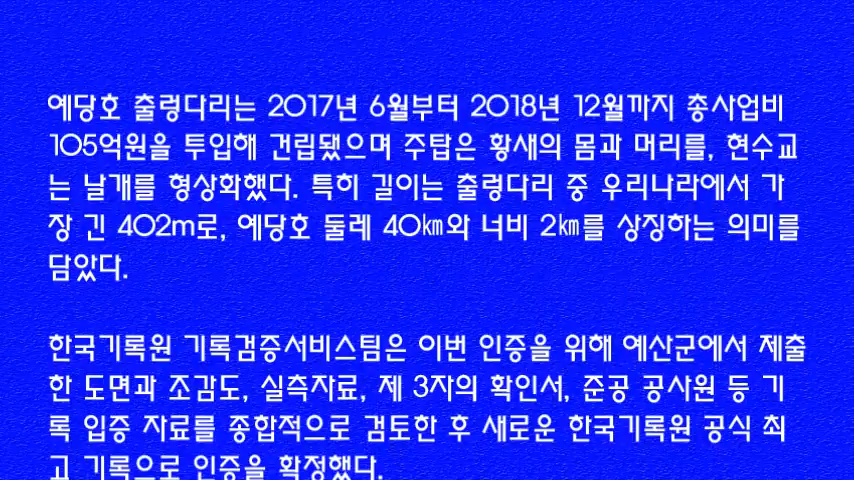 예당호 출렁다리는 2017년 6월부터 2018년 12월까지 총사업비
105억원을 투입해 건립됐으며 주탑은 황새의 몸과 머리를, 현수교
는 날개를 형상화했다. 특히 길이는 출렁다리 중 우리나라에서 가
장 긴 402m로, 예당호 둘레 40㎞와 너비 2㎞를 상징하는 의미를
담았다.
한국기록원 기록검증서비스팀은 이번 인증을 위해 예산군에서 제출
한 도면과 조감도, 실측자료, 제 3자의 확인서, 준공 공사원 등 기
록 입증 자료를 종합적으로 검토한 후 새로운 한국기록원 공식 최
고 기록으로 인증을 확정했다.